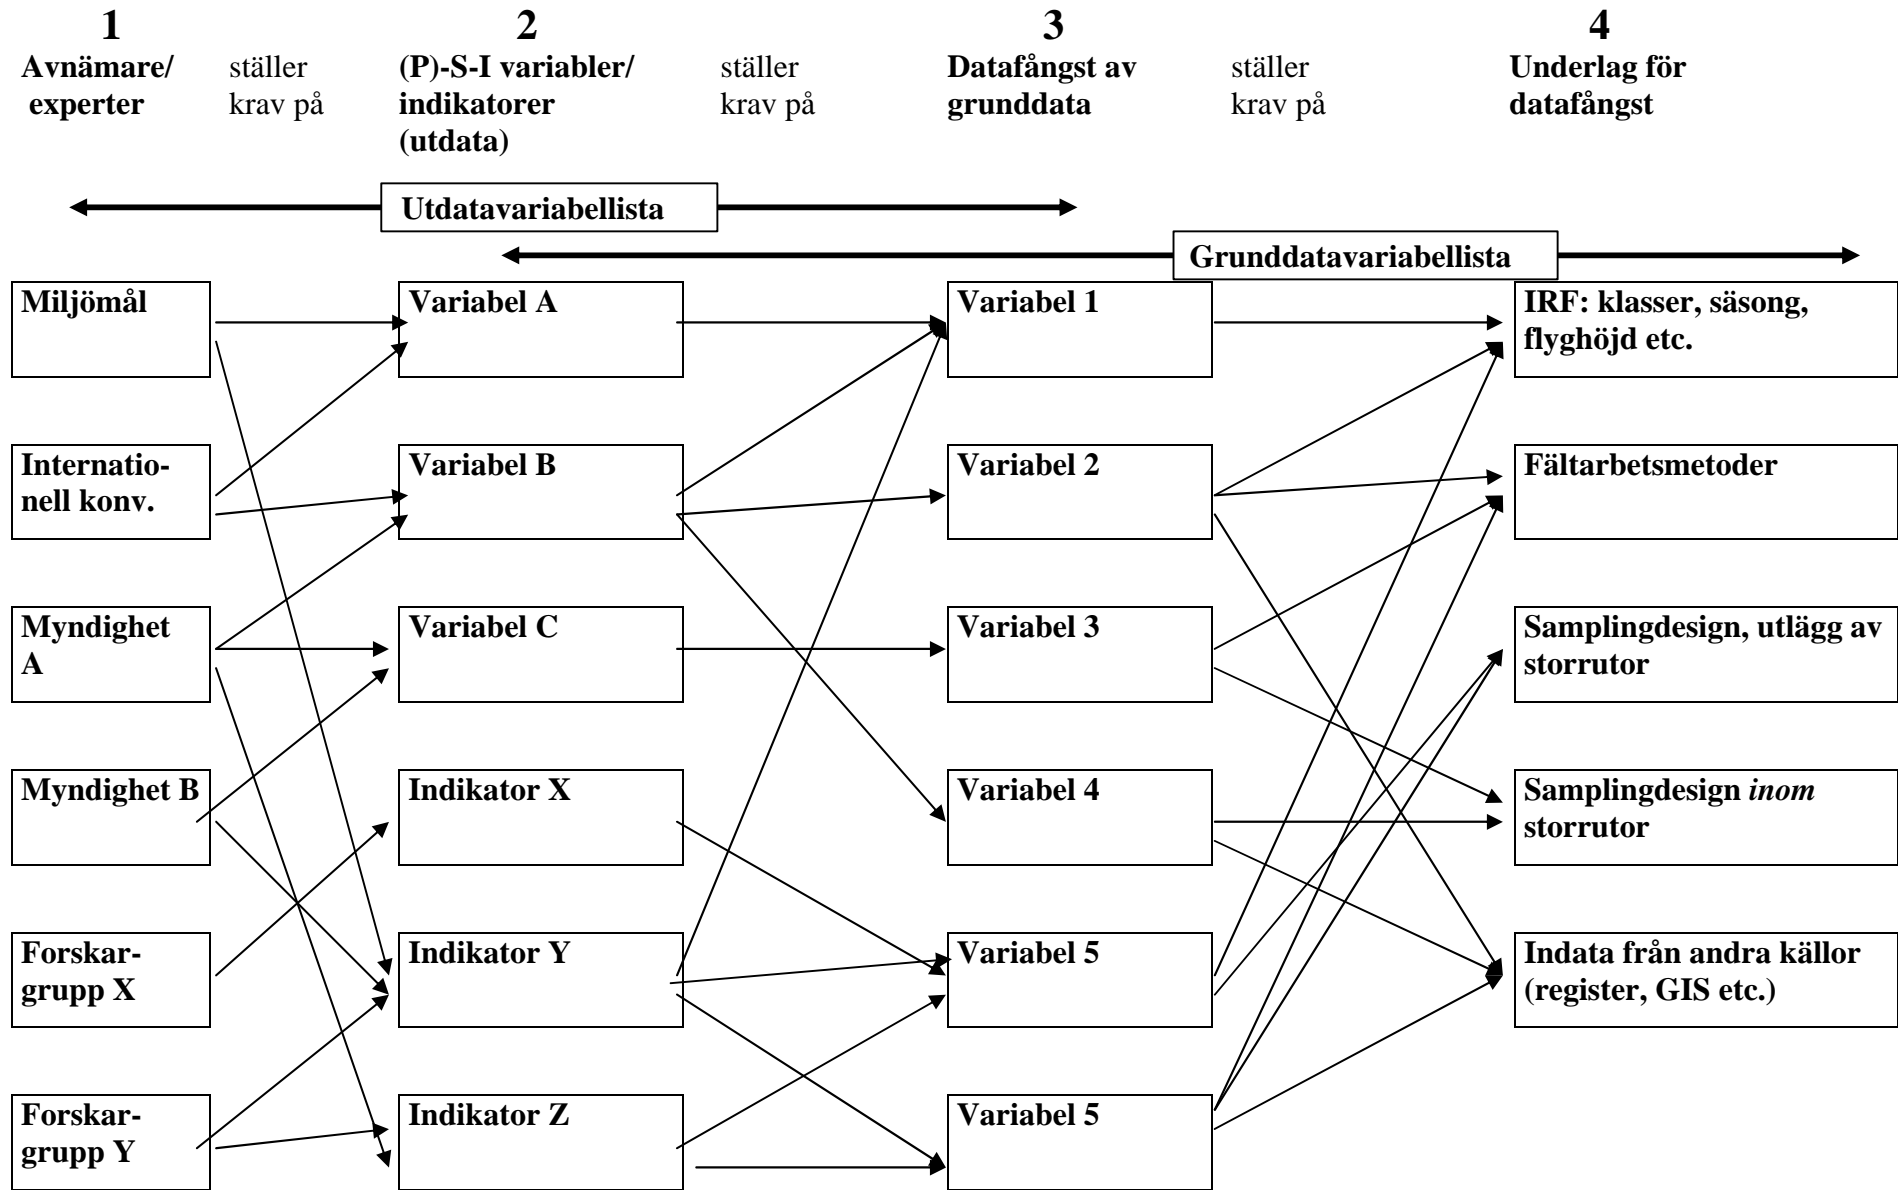 1
2
3
4
Avnämare/
experter
ställer
krav på
(P)-S-I variabler/
indikatorer
(utdata)
ställer
krav på
Datafångst av
grunddata
ställer
krav på
Underlag för
datafångst
Utdatavariabellista
Grunddatavariabellista
Miljömål
Variabel A
Variabel 1
IRF: klasser, säsong,
flyghöjd etc.
Internatio-
nell konv.
Variabel B
Variabel 2
Fältarbetsmetoder
Myndighet
A
Variabel C
Variabel 3
Samplingdesign, utlägg av
storrutor
Myndighet B
Indikator X
Variabel 4
Samplingdesign inom
storrutor
Forskar-
grupp X
Indikator Y
Variabel 5
Indata från andra källor
(register, GIS etc.)
Forskar-
grupp Y
Indikator Z
Variabel 5